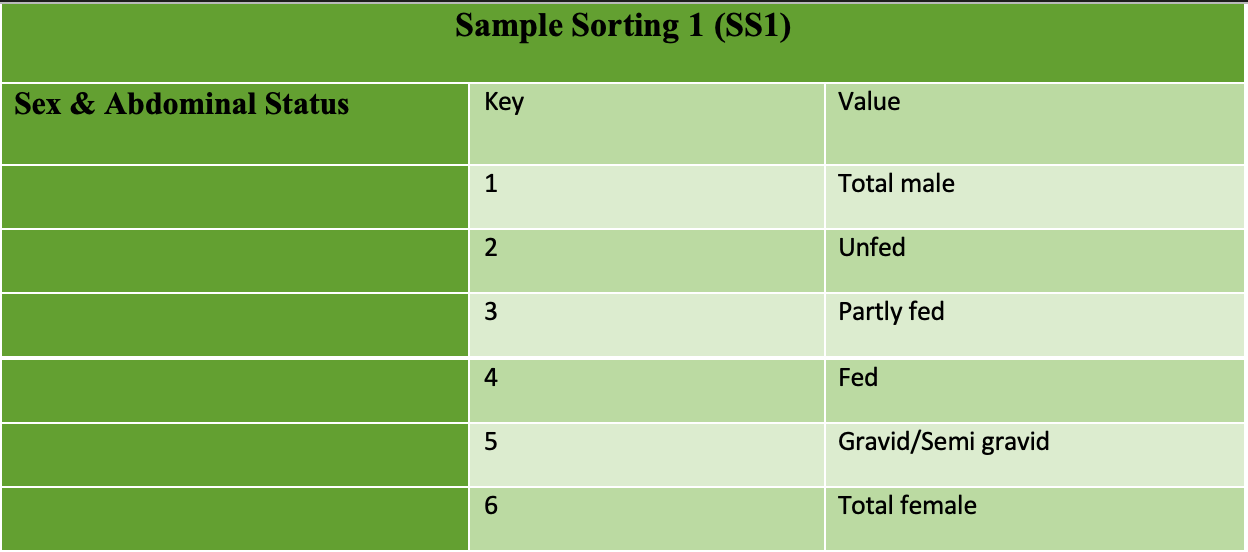 Sample Sorting 1 (SS1)
Sex & Abdominal Status Key Value
1 Total male
2 Unfed
3 Partly fed
4 Fed
5 Gravid/Semi gravid
6 Total female